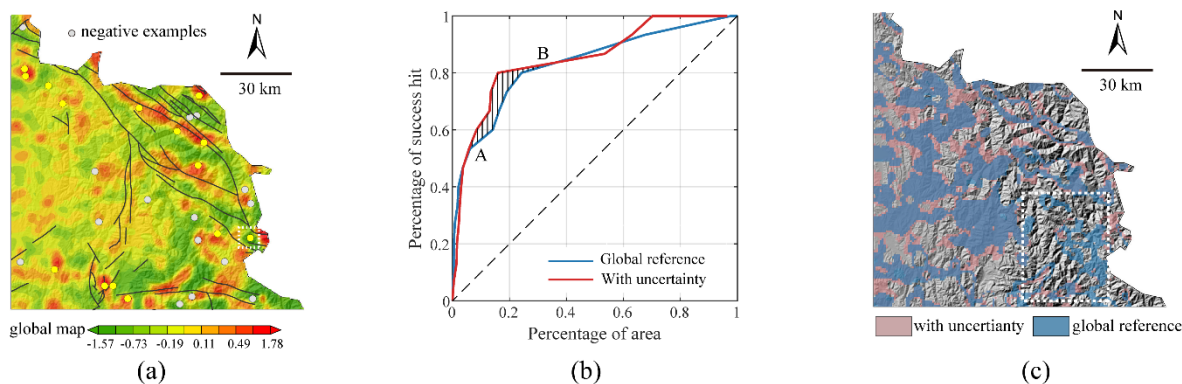 negative examples
N
30 km
global map
-1.57 -0.73 -0.19 0.11 0.49 1.78
(a)
Percentage of success hit
1
0.8
0.6
0.4
0.2
0
A
B
Global reference
With uncertainty
0 0.2 0.4 0.6 0.8 1
Percentage of area
(b)
N
30 km
with uncertianty
global reference
(c)